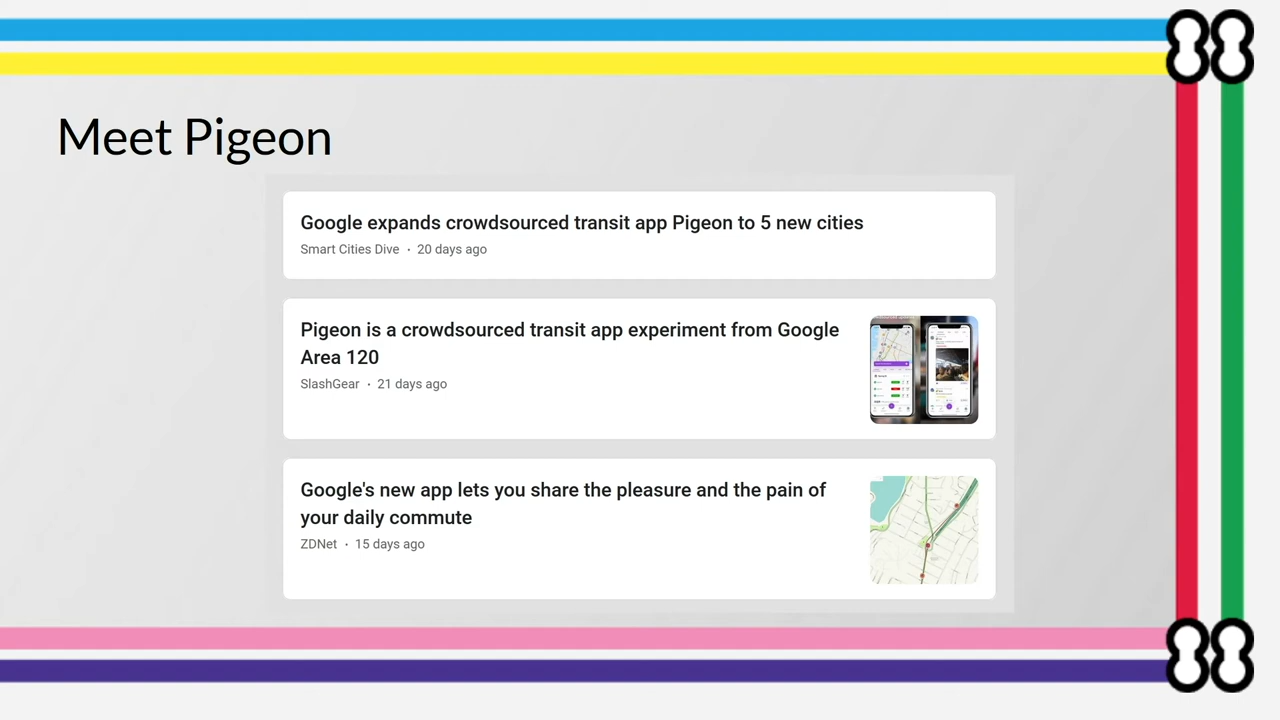 Meet Pigeon
Google expands crowdsourced transit app Pigeon to 5 new cities
Smart Cities Dive · 20 days ago
Pigeon is a crowdsourced transit app experiment from Google
Area 120
SlashGear · 21 days ago
Google's new app lets you share the pleasure and the pain of
your daily commute
ZDNet · 15 days ago